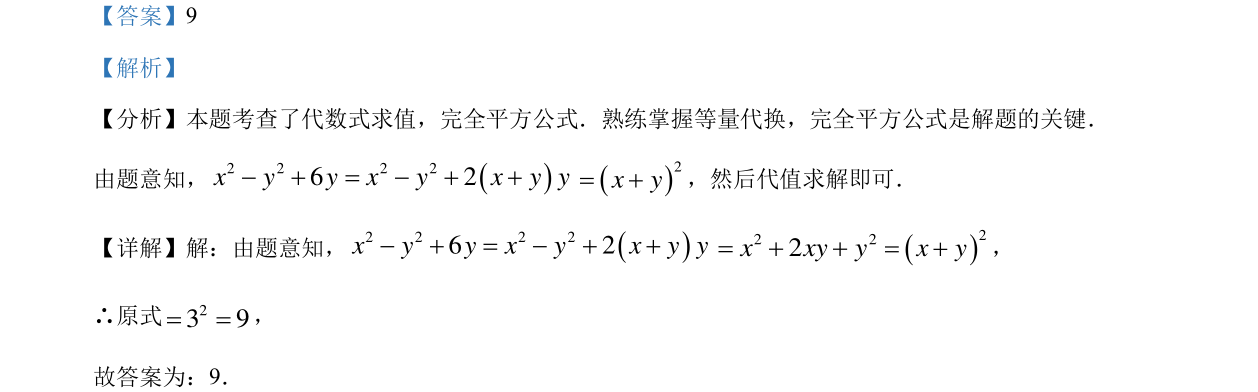 【答案】9
【解析】
【分析】本题考查了代数式求值，完全平方公式．熟练掌握等量代换，完全平方公式是解题的关键．
由题意知，x² − y² + 6y = x² − y² + 2(x + y) y = (x + y)²，然后代值求解即可．
【详解】解：由题意知，x² − y² + 6y = x² − y² + 2(x + y) y = x² + 2xy + y² = (x + y)²，
∴原式 = 3² = 9，
故答案为：9．